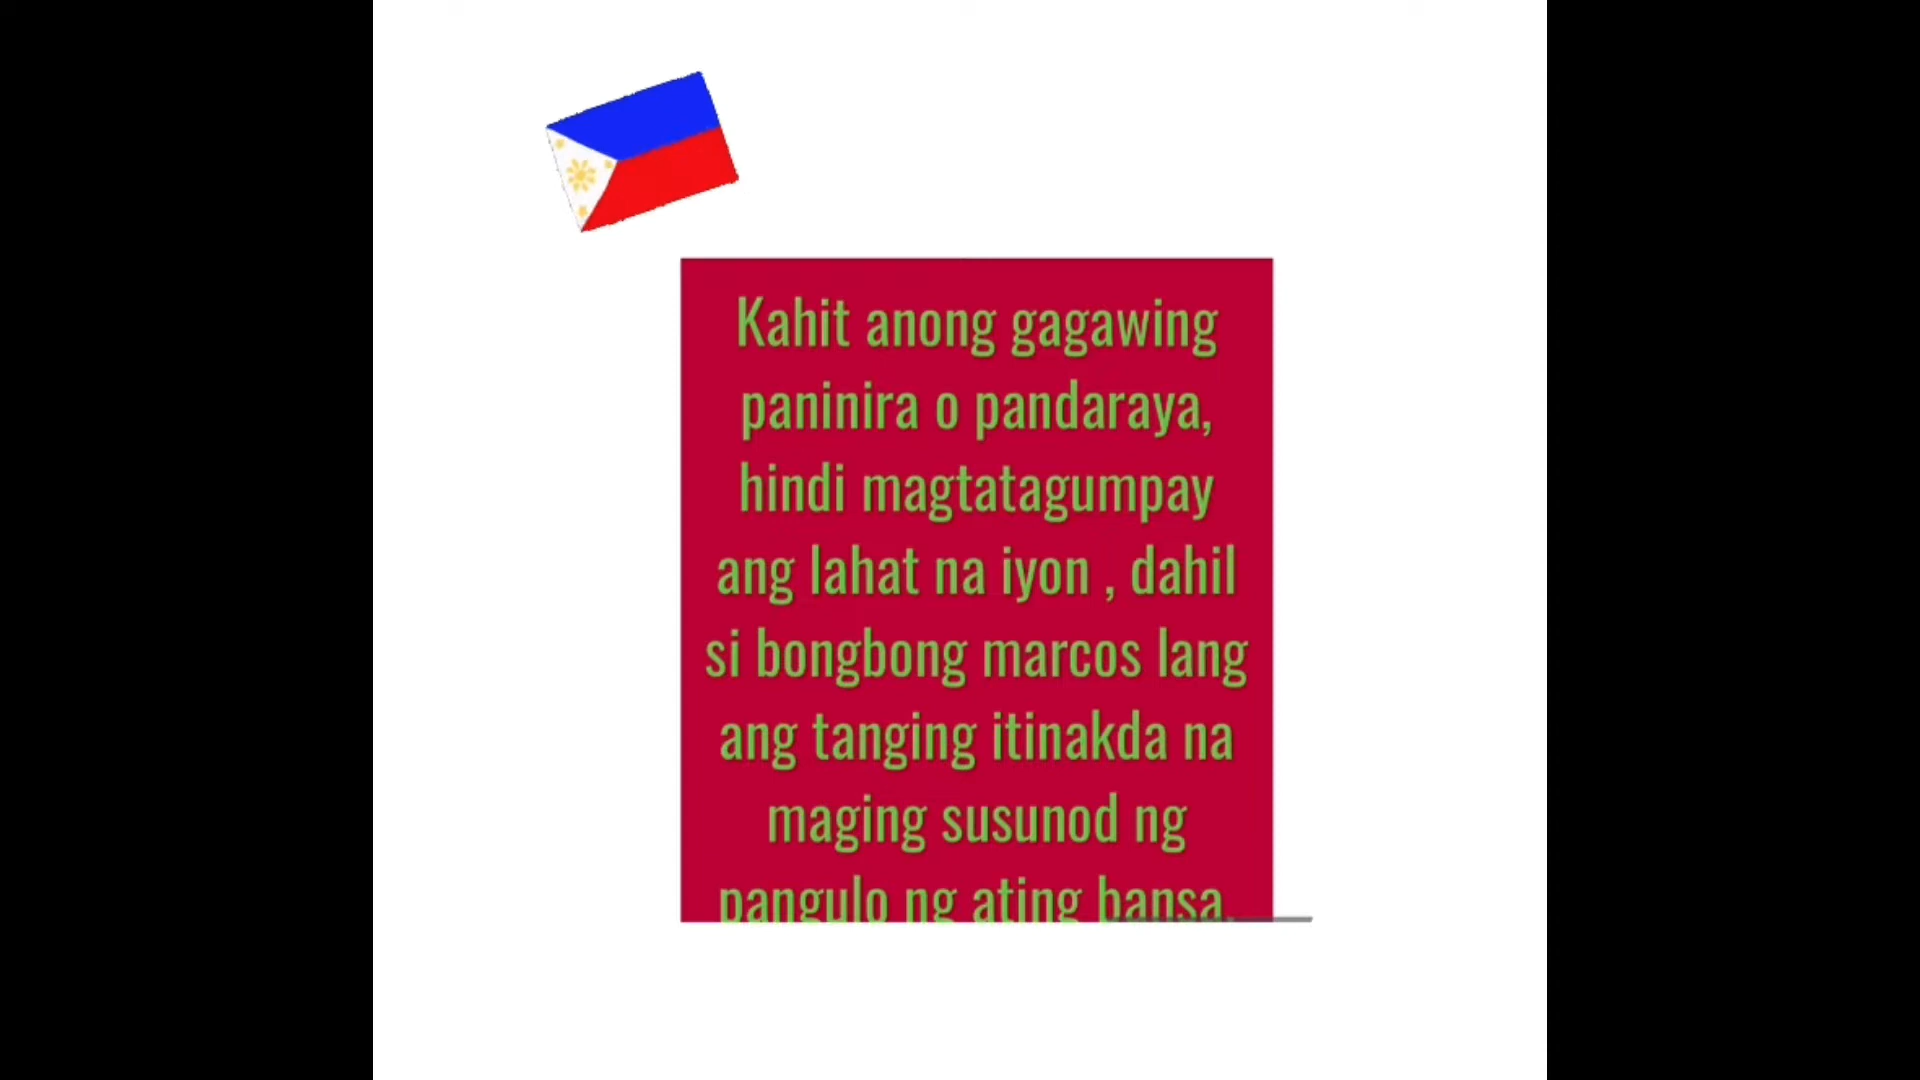 Kahit anong gagawing
paninira o pandaraya,
hindi magtatagumpay
ang lahat na iyon , dahil
si bongbong marcos lang
ang tanging itinakda na
maging susunod ng
pangulo ng ating bansa.